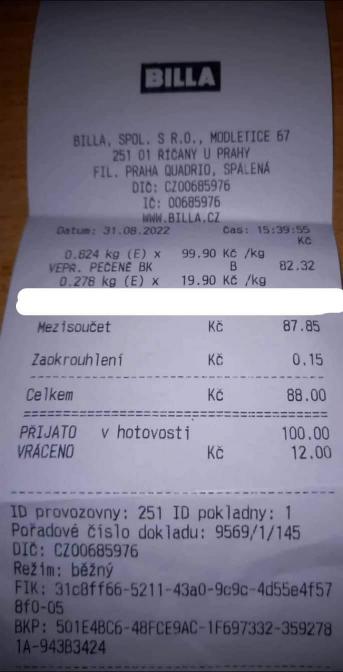 BILLA
BILLA, SPOL. S R.O., MODLETICE 67
251 01 ŘÍČANY U PRAHY
FIL. PRAHA QUADRIO, SPÁLENÁ
DIČ: CZ00685976
IČ: 00685976
WWW.BILLA.CZ
Datum: 31.08.2022 Čas: 15:39:55
Kč
0.824 kg (E) x 99.90 Kč /kg
VEPŘ. PEČENĚ BK B 82.32
0.278 kg (E) x 19.90 Kč /kg
Mezisoučet Kč 87.85
Zaokrouhlení Kč 0.15
Celkem Kč 88.00
PŘIJATO v hotovosti 100.00
VRÁCENO Kč 12.00
ID provozovny: 251 ID pokladny: 1
Pořadové číslo dokladu: 9569/1/145
DIČ: CZ00685976
Režim: běžný
FIK: 31c8ff66-5211-43a0-9c9c-4d55e4f57
8f0-05
BKP: 501E4BC6-48FCE9AC-1F697332-359278
1A-943B3424